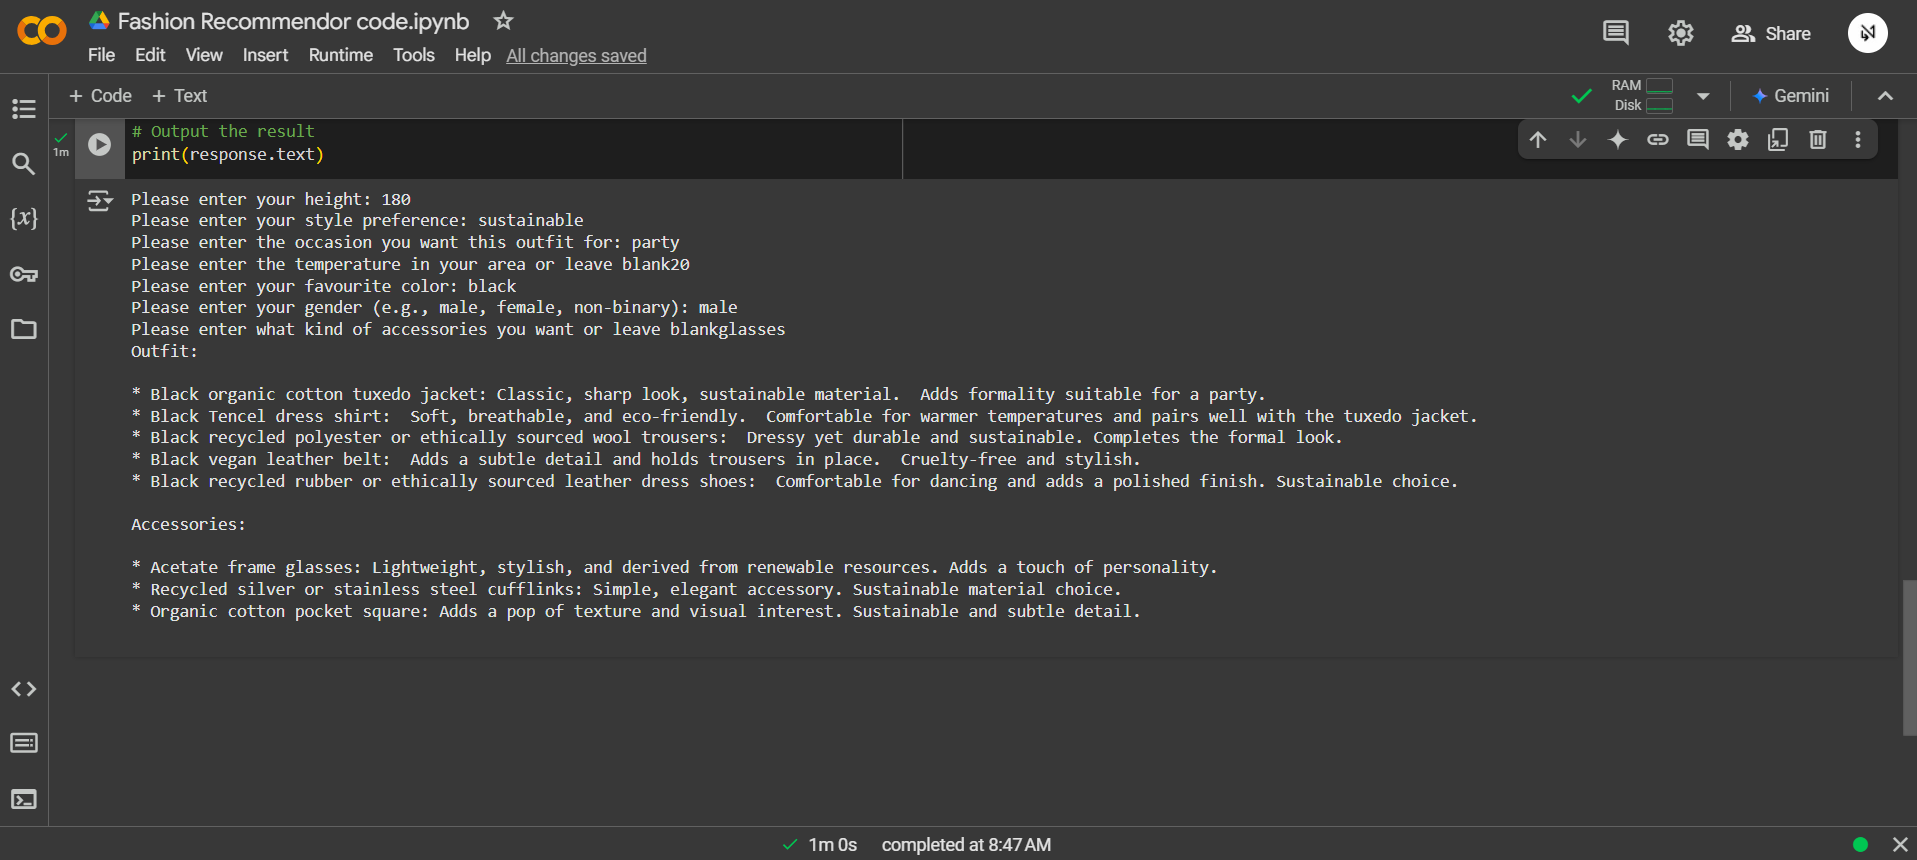 Fashion Recommendor code.ipynb
File Edit View Insert Runtime Tools Help All changes saved
Share
+ Code + Text
RAM
Disk
Gemini
1m
# Output the result
print(response.text)
Please enter your height: 180
Please enter your style preference: sustainable
Please enter the occasion you want this outfit for: party
Please enter the temperature in your area or leave blank20
Please enter your favourite color: black
Please enter your gender (e.g., male, female, non-binary): male
Please enter what kind of accessories you want or leave blankglasses
Outfit:
* Black organic cotton tuxedo jacket: Classic, sharp look, sustainable material.  Adds formality suitable for a party.
* Black Tencel dress shirt:  Soft, breathable, and eco-friendly.  Comfortable for warmer temperatures and pairs well with the tuxedo jacket.
* Black recycled polyester or ethically sourced wool trousers:  Dressy yet durable and sustainable. Completes the formal look.
* Black vegan leather belt:  Adds a subtle detail and holds trousers in place.  Cruelty-free and stylish.
* Black recycled rubber or ethically sourced leather dress shoes:  Comfortable for dancing and adds a polished finish. Sustainable choice.
Accessories:
* Acetate frame glasses: Lightweight, stylish, and derived from renewable resources. Adds a touch of personality.
* Recycled silver or stainless steel cufflinks: Simple, elegant accessory. Sustainable material choice.
* Organic cotton pocket square: Adds a pop of texture and visual interest. Sustainable and subtle detail.
1m 0s completed at 8:47 AM